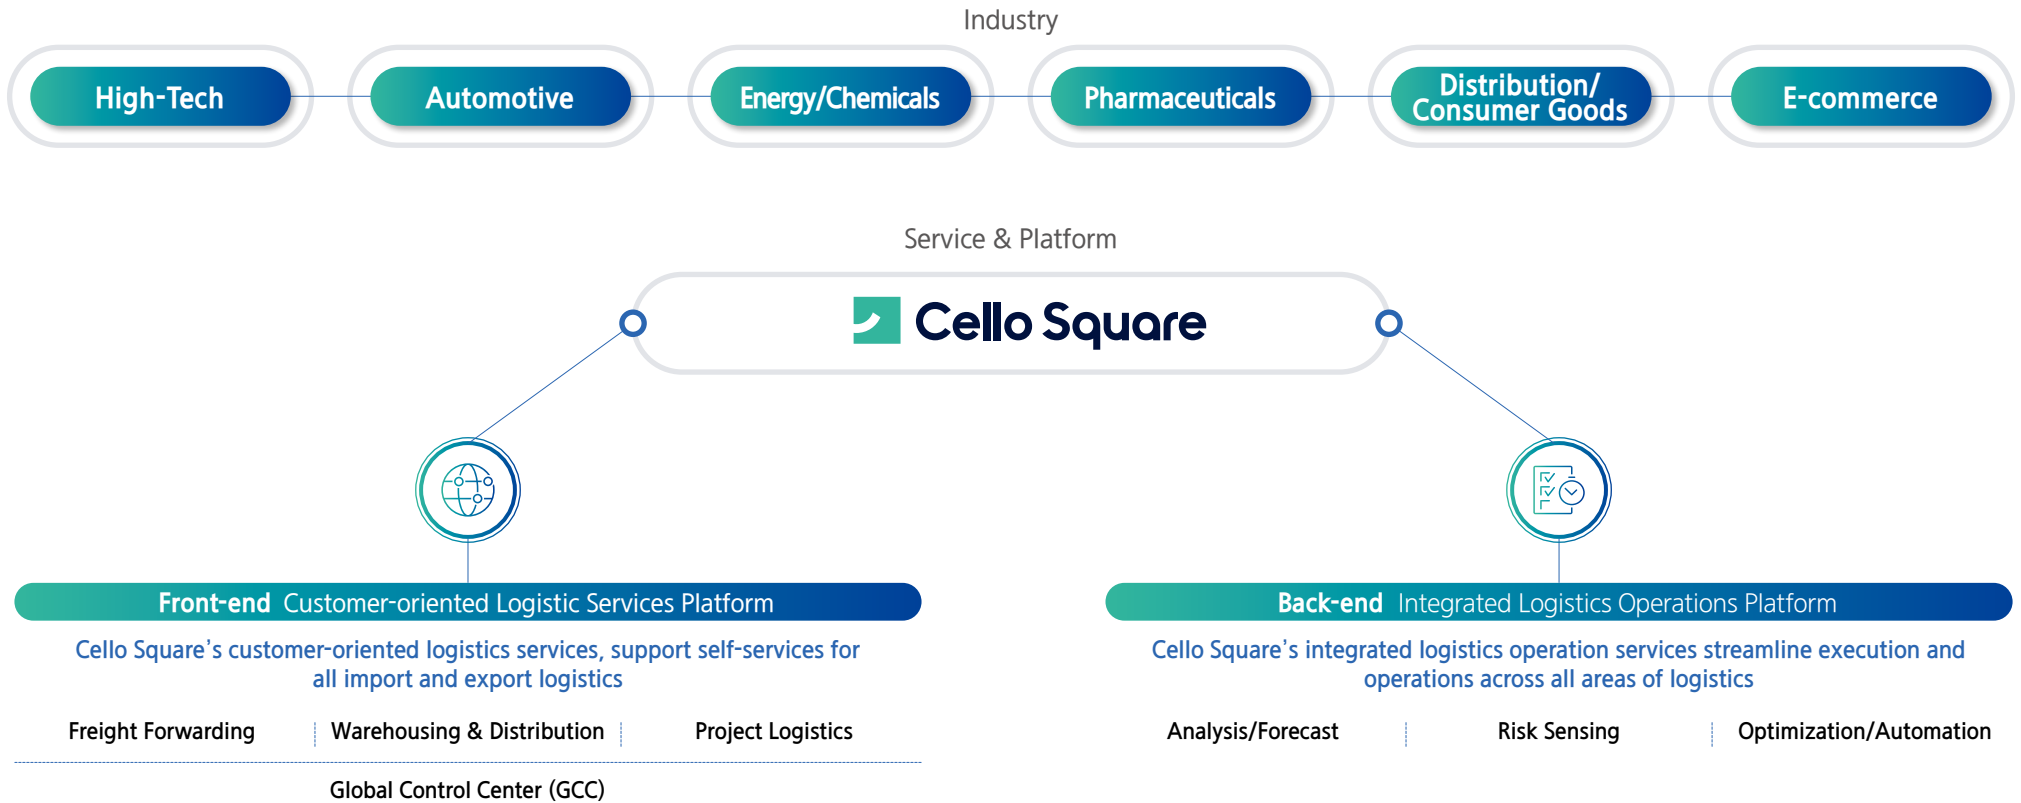 Industry
High-Tech
Automotive
Energy/Chemicals
Pharmaceuticals
Distribution/
Consumer Goods
E-commerce
Service & Platform
Cello Square
Front-end Customer-oriented Logistic Services Platform
Cello Square's customer-oriented logistics services, support self-services for
all import and export logistics
Freight Forwarding
Warehousing & Distribution
Project Logistics
Global Control Center (GCC)
Back-end Integrated Logistics Operations Platform
Cello Square's integrated logistics operation services streamline execution and
operations across all areas of logistics
Analysis/Forecast
Risk Sensing
Optimization/Automation